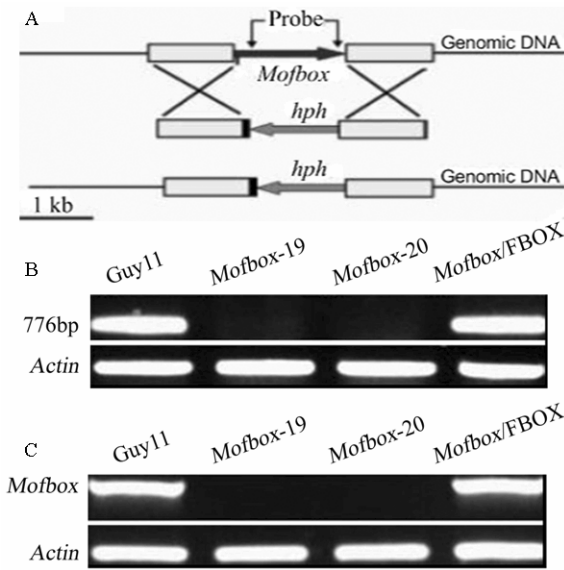 A
Probe
Genomic DNA
Mofbox
hph
hph
Genomic DNA
1 kb
B
Guy11
Mofbox-19
Mofbox-20
Mofbox/FBOX
776bp
Actin
C
Guy11
Mofbox-19
Mofbox-20
Mofbox/FBOX
Mofbox
Actin